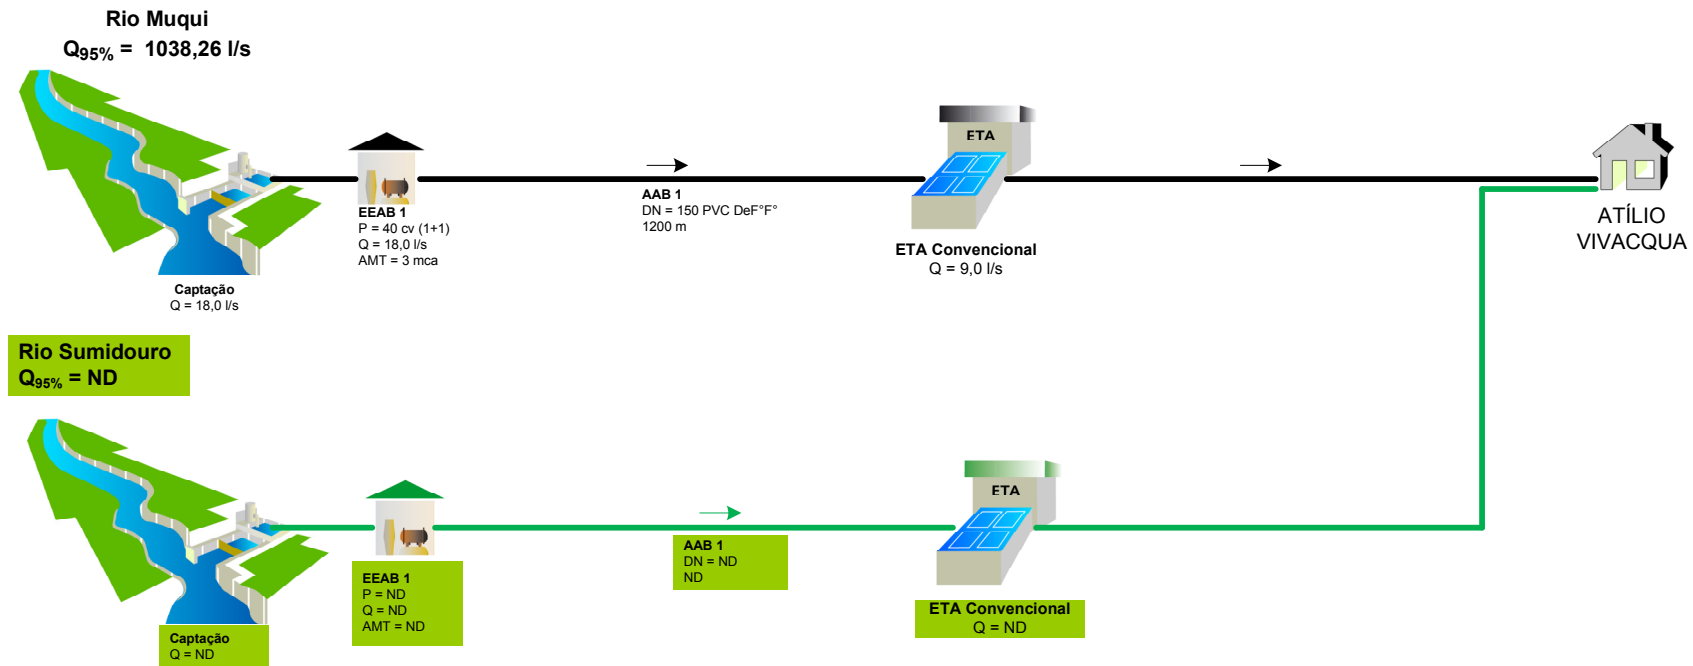 Rio Muqui
Q95% = 1038,26 l/s
ETA
EEAB 1
P = 40 cv (1+1)
Q = 18,0 l/s
AMT = 3 mca
AAB 1
DN = 150 PVC DeF°F°
1200 m
ETA Convencional
Q = 9,0 l/s
ATÍLIO
VIVACQUA
Captação
Q = 18,0 l/s
Rio Sumidouro
Q95% = ND
ETA
AAB 1
DN = ND
ND
EEAB 1
P = ND
Q = ND
AMT = ND
ETA Convencional
Q = ND
Captação
Q = ND